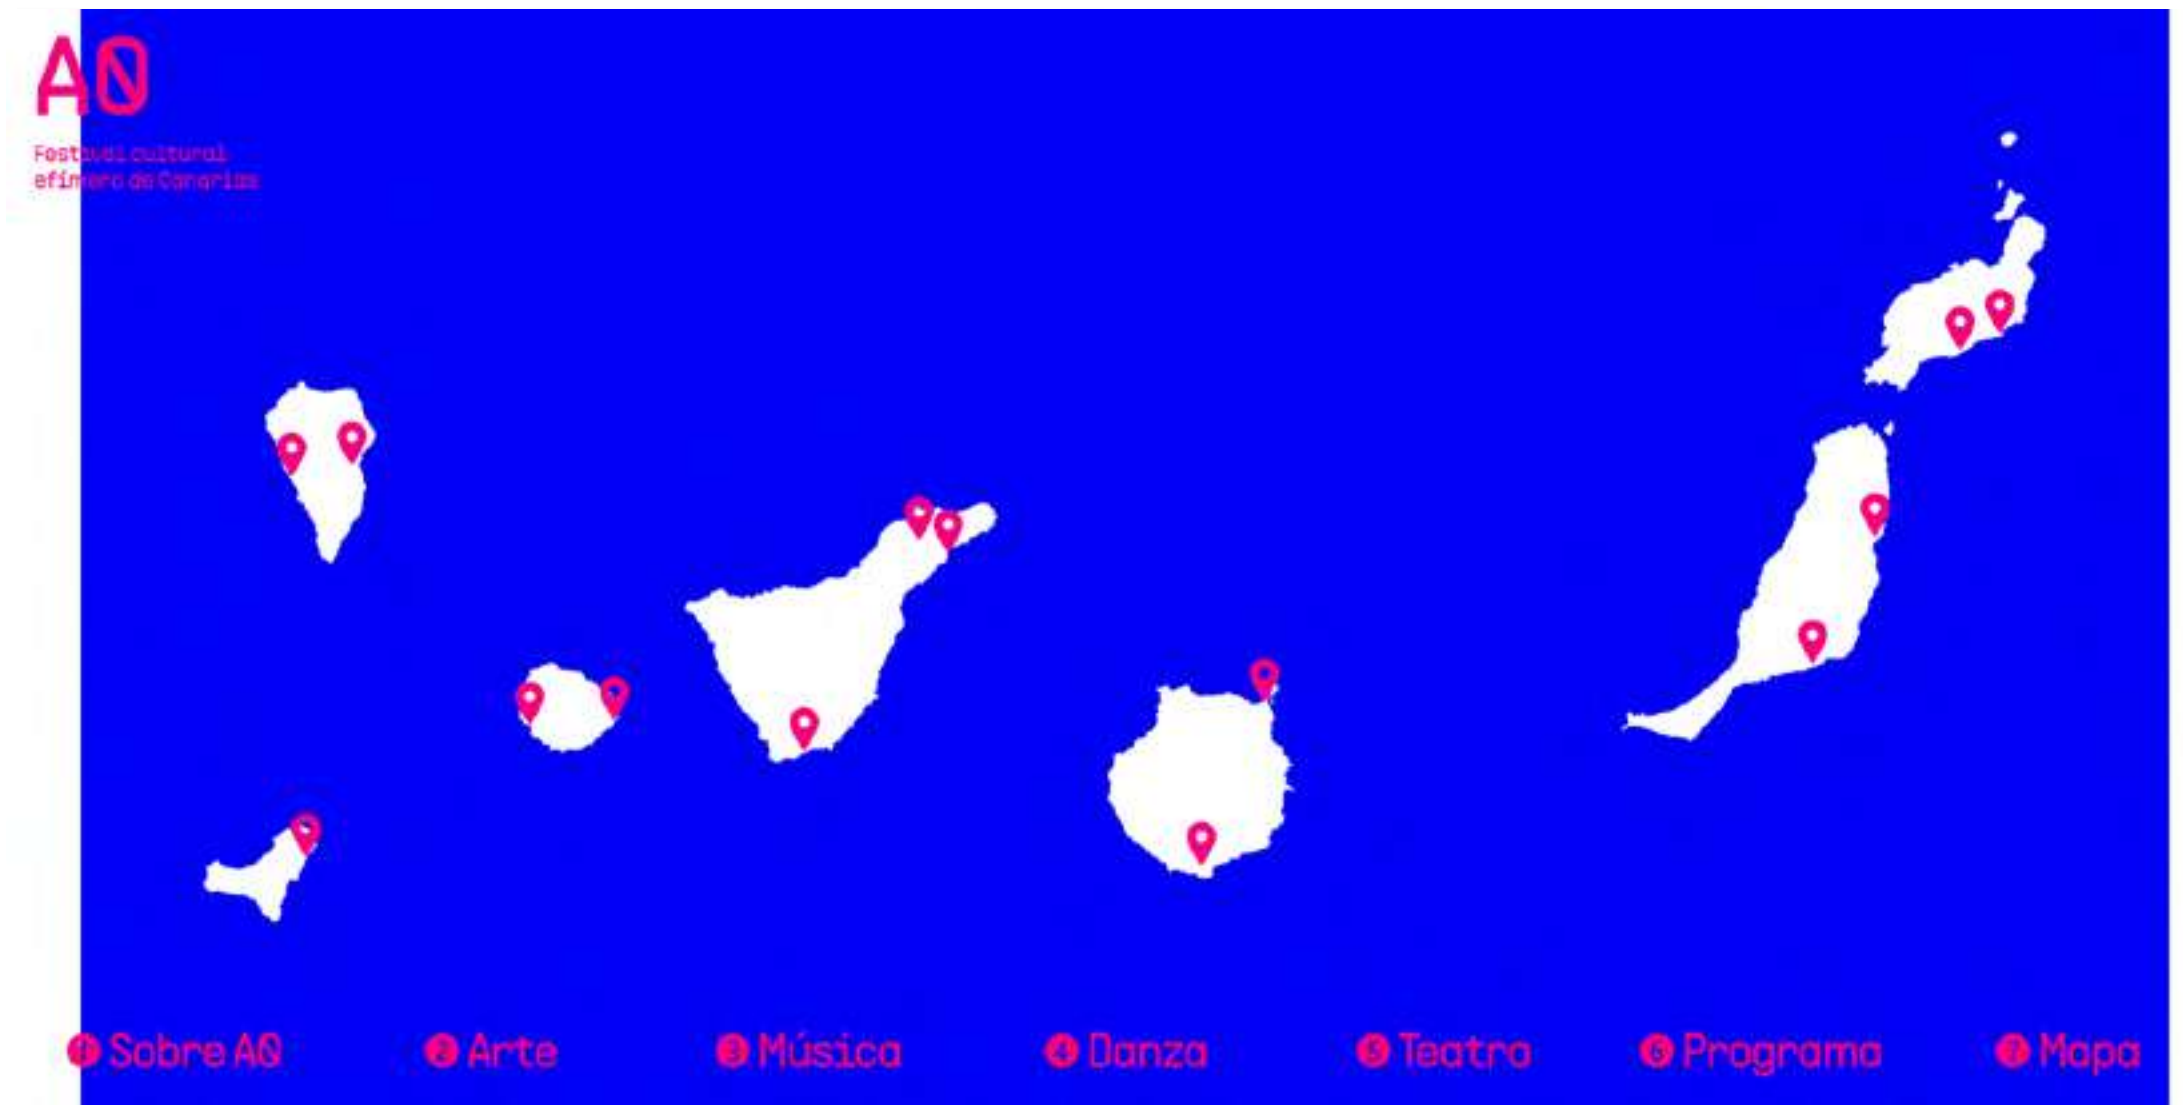 A0
Festival cultural
efímero de Canarias
1 Sobre A0
2 Arte
3 Música
4 Danza
5 Teatro
6 Programa
7 Mapa